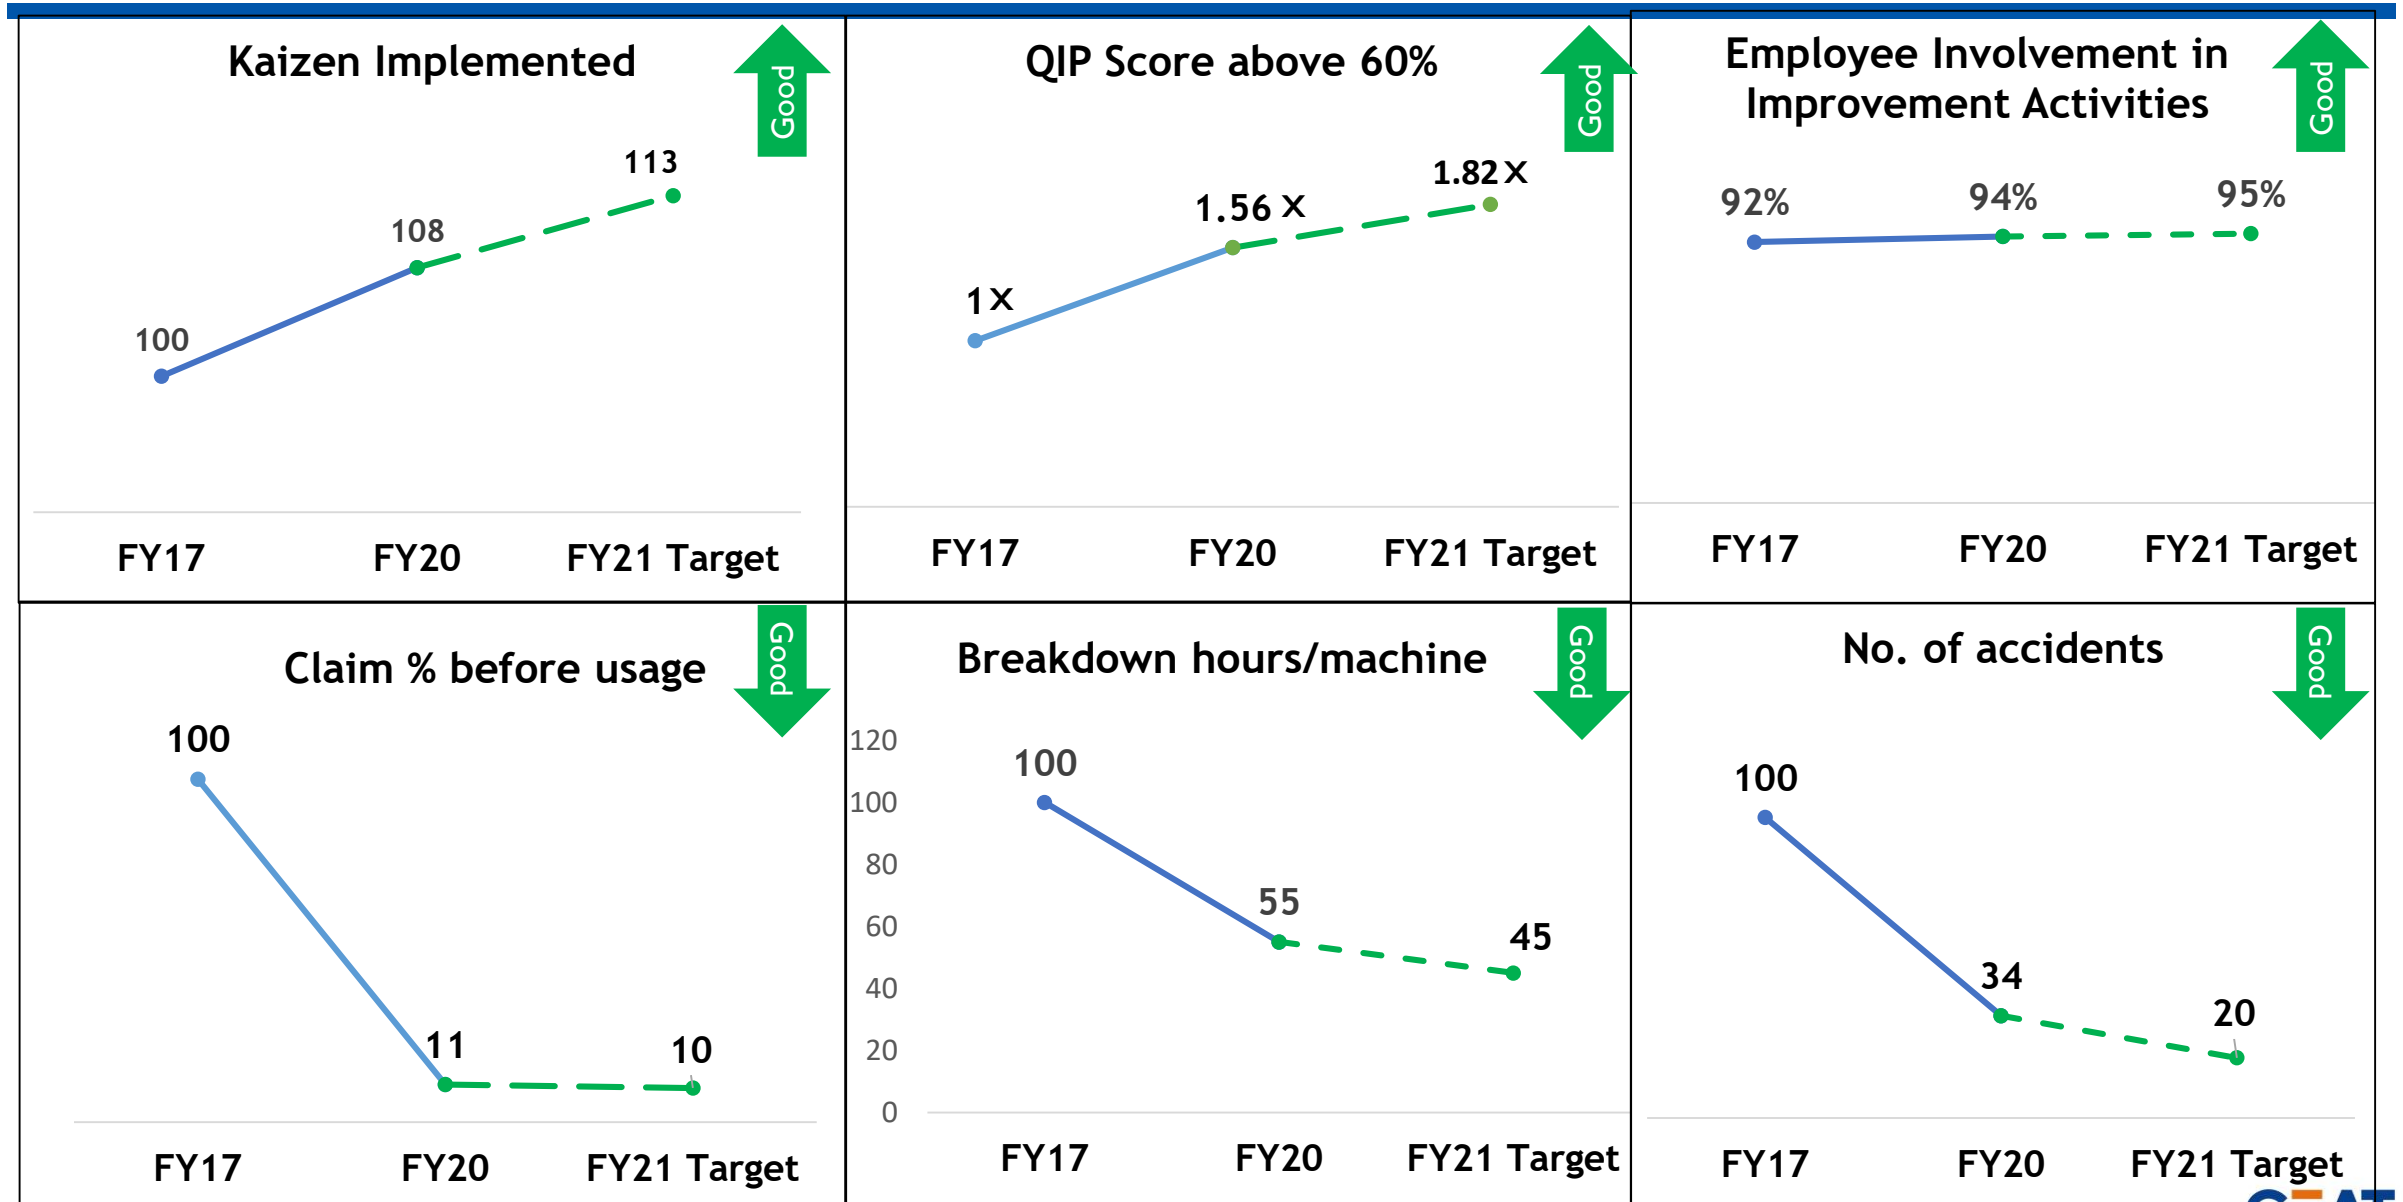 Kaizen Implemented
Good
113
108
100
FY17 FY20 FY21 Target
QIP Score above 60%
Good
1.82 X
1.56 X
1 X
FY17 FY20 FY21 Target
Employee Involvement in
Improvement Activities
Good
92% 94% 95%
FY17 FY20 FY21 Target
Claim % before usage
Good
100
11
10
FY17 FY20 FY21 Target
Breakdown hours/machine
Good
120
100
100
80
55
60
45
40
20
0
FY17 FY20 FY21 Target
No. of accidents
Good
100
34
20
FY17 FY20 FY21 Target